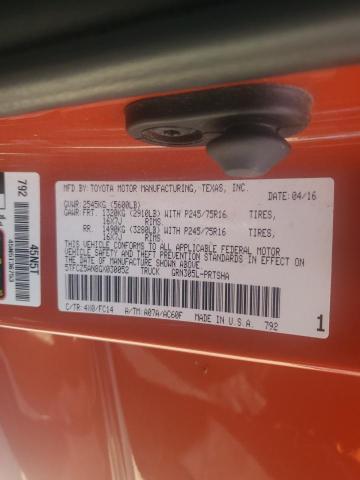 MFD. BY: TOYOTA MOTOR MANUFACTURING, TEXAS, INC. 04/16
GVWR: 2545KG (5600LB)
GAWR: FRT. 1320KG (2910LB) WITH P245/75R16 TIRES,
16X7J RIMS.
RR. 1490KG (3280LB) WITH P245/75R16 TIRES,
16X7J RIMS.
THIS VEHICLE CONFORMS TO ALL APPLICABLE FEDERAL MOTOR
VEHICLE SAFETY, BUMPER, AND THEFT PREVENTION STANDARDS
IN EFFECT ON THE DATE OF MANUFACTURE SHOWN ABOVE.
5TFCZ5AN8GX030052 TRUCK GRN305L-PRTSHA
C/TR: 4X0/FC14 A/TM: A07A/AC60F MADE IN U.S.A. 792
1
792
45N5T